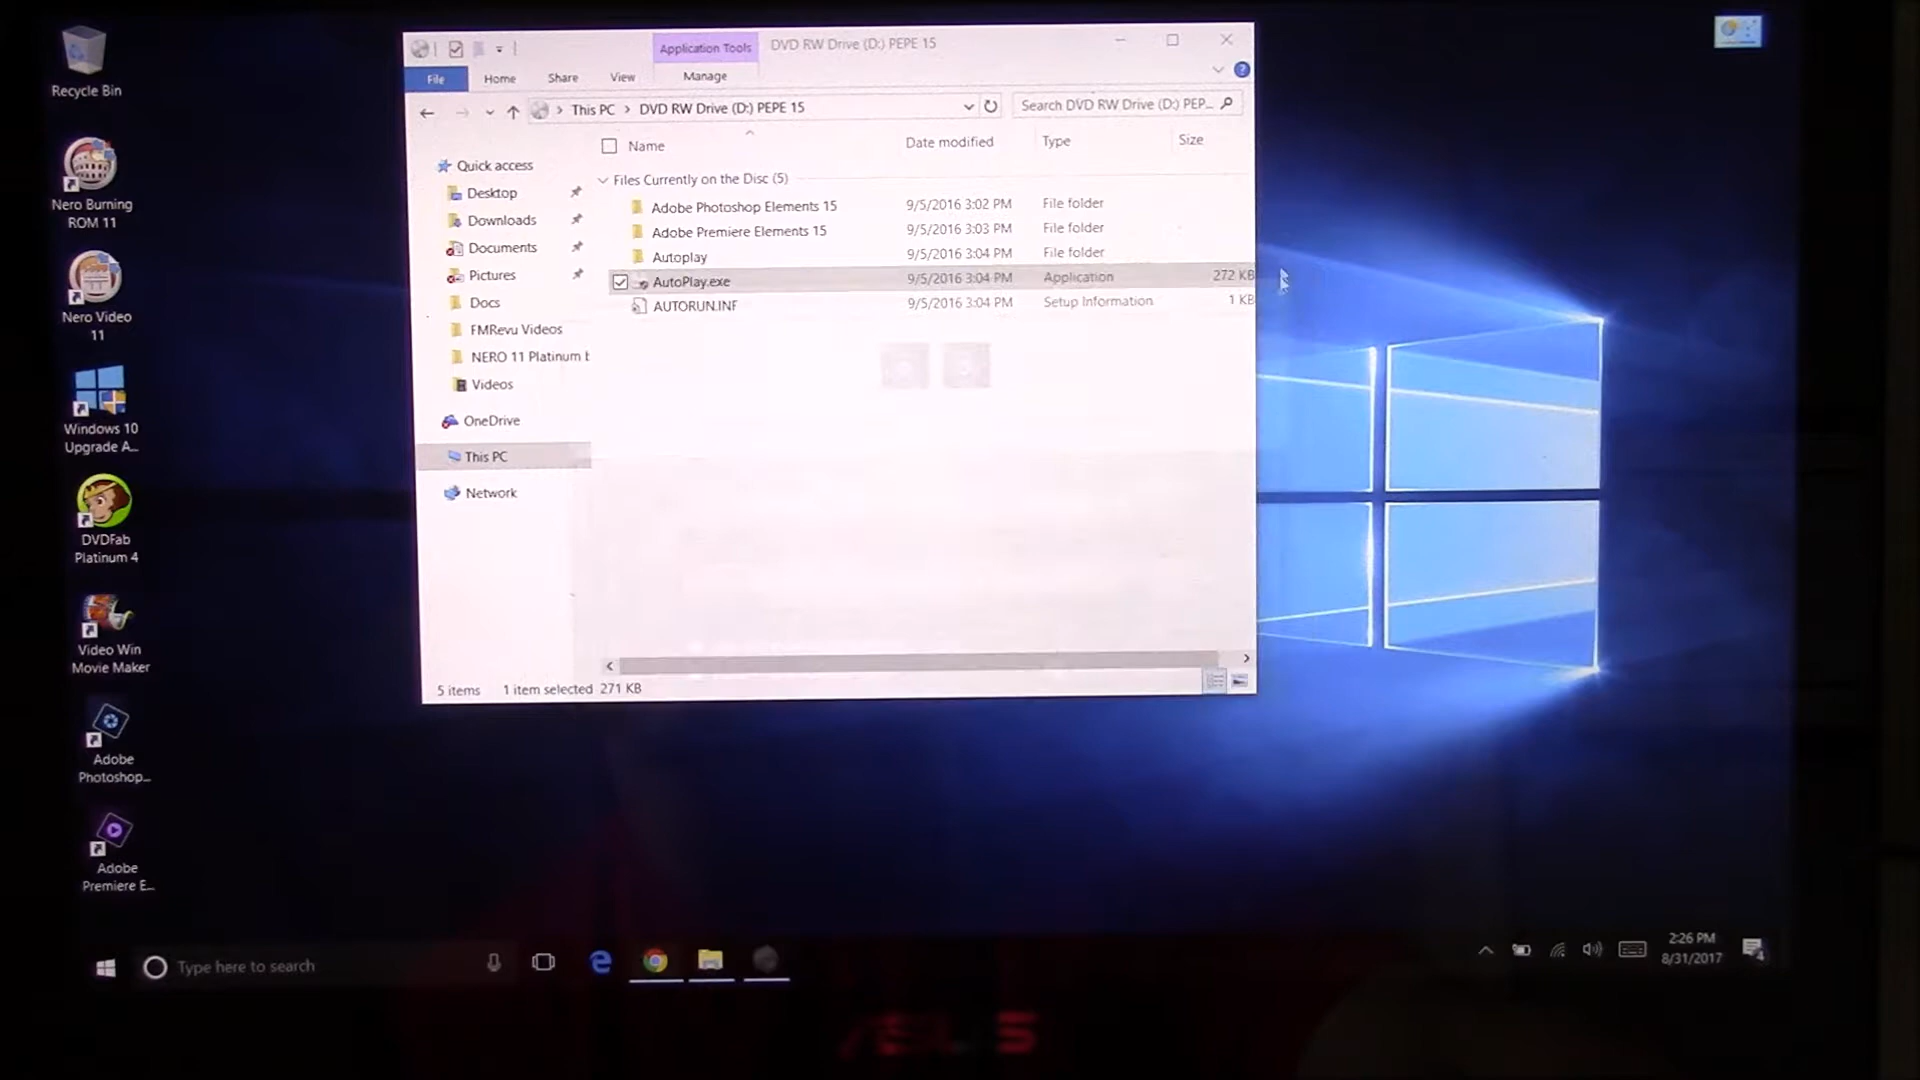 Recycle Bin
Nero Burning
ROM 11
Nero Video
11
Windows 10
Upgrade A...
DVDFab
Platinum 4
Video Win
Movie Maker
Adobe
Photoshop...
Adobe
Premiere E...
Application Tools
DVD RW Drive (D:) PEPE 15
File
Home
Share
View
Manage
This PC > DVD RW Drive (D:) PEPE 15
Search DVD RW Drive (D:) PEP...
Name
Date modified
Type
Size
Quick access
Desktop
Downloads
Documents
Pictures
Docs
FMRevu Videos
NERO 11 Platinum b
Videos
OneDrive
This PC
Network
Files Currently on the Disc (5)
Adobe Photoshop Elements 15 9/5/2016 3:02 PM File folder
Adobe Premiere Elements 15 9/5/2016 3:03 PM File folder
Autoplay 9/5/2016 3:04 PM File folder
AutoPlay.exe 9/5/2016 3:04 PM Application 272 KB
AUTORUN.INF 9/5/2016 3:04 PM Setup Information 1 KB
5 items 1 item selected 271 KB
Type here to search
2:26 PM
8/31/2017
4
ASUS